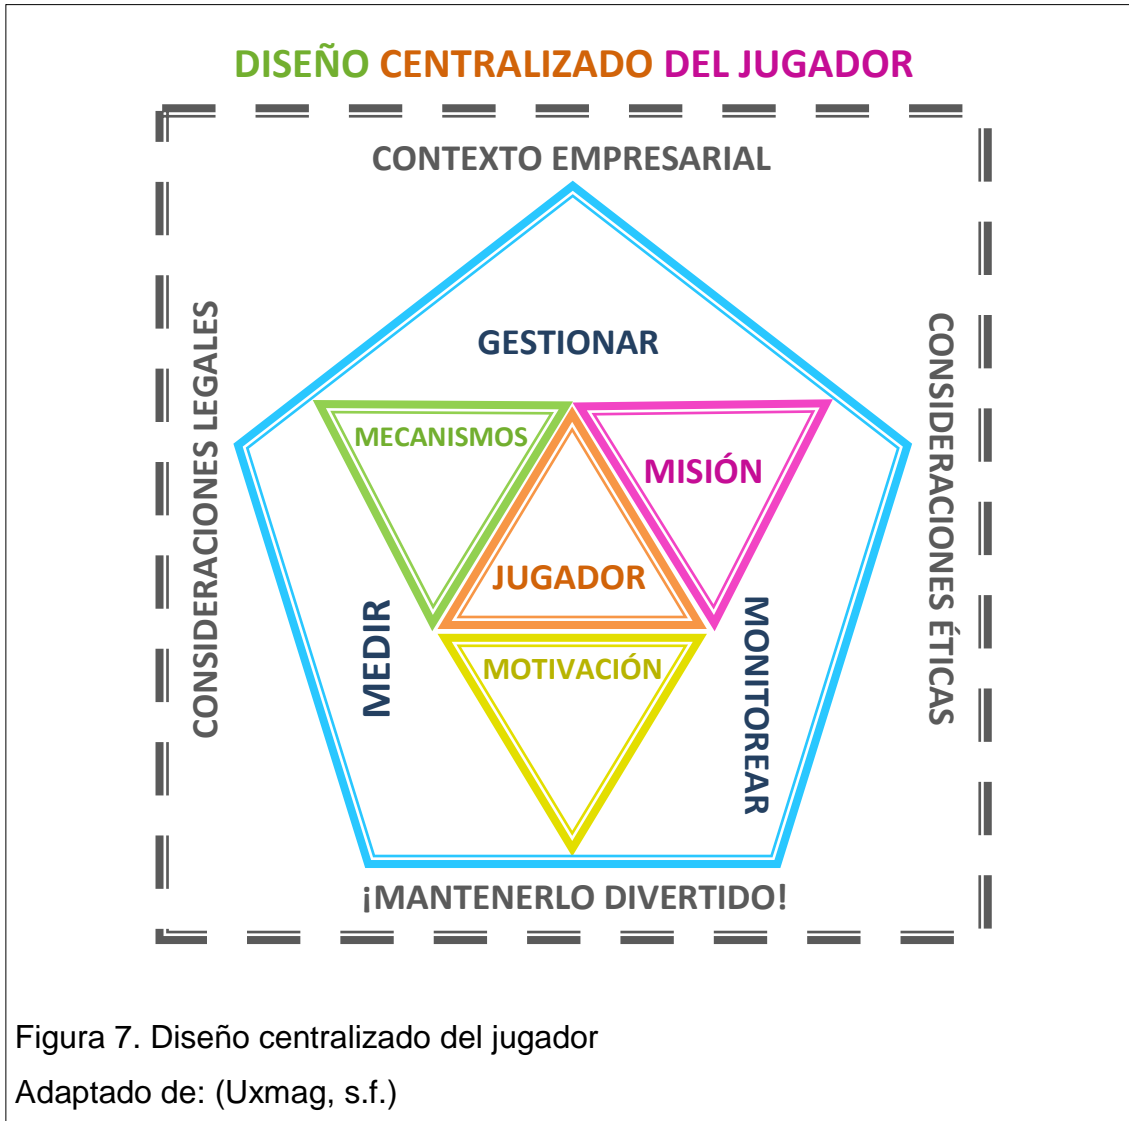 DISEÑO CENTRALIZADO DEL JUGADOR
CONTEXTO EMPRESARIAL
CONSIDERACIONES LEGALES
CONSIDERACIONES ÉTICAS
GESTIONAR
MECANISMOS
MISIÓN
JUGADOR
MEDIR
MONITOREAR
MOTIVACIÓN
¡MANTENERLO DIVERTIDO!
Figura 7. Diseño centralizado del jugador
Adaptado de: (Uxmag, s.f.)